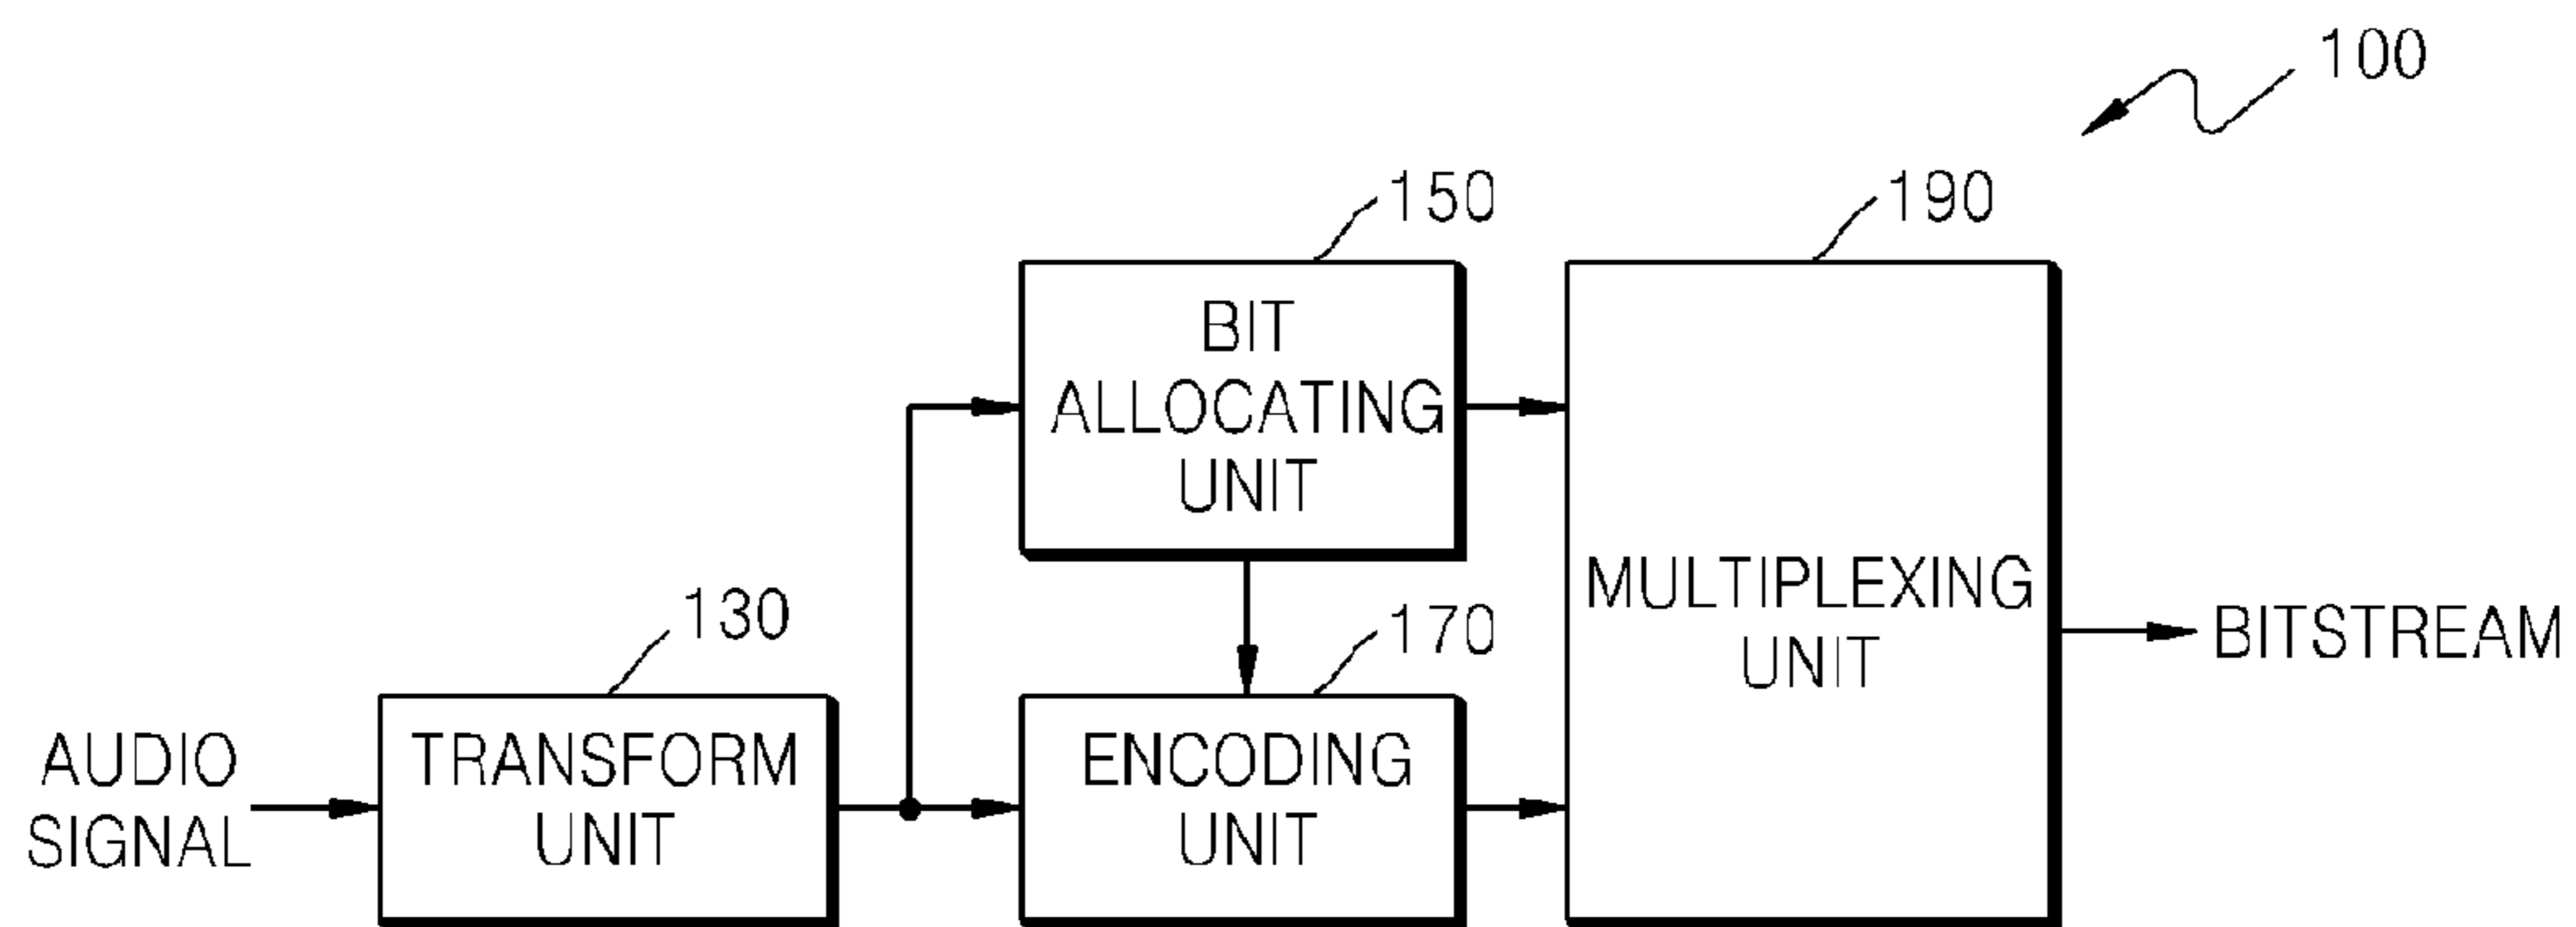 100
150
190
BIT
ALLOCATING
UNIT
MULTIPLEXING
UNIT
BITSTREAM
130
170
AUDIO
SIGNAL
TRANSFORM
UNIT
ENCODING
UNIT